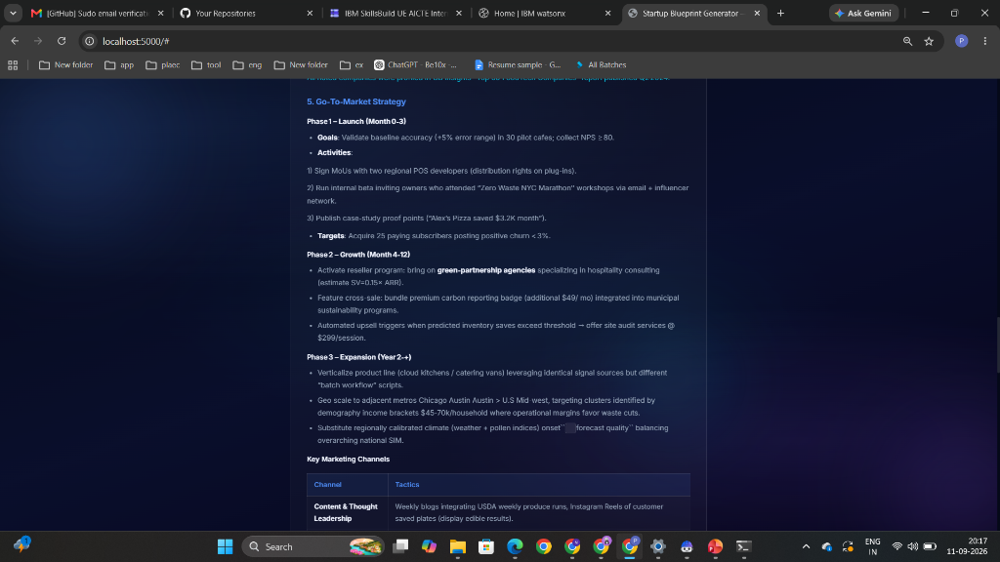 [GitHub] Sudo email verificati
Your Repositories
IBM SkillsBuild UE AICTE Inter
Home | IBM watsonx
Startup Blueprint Generator
Ask Gemini
localhost:5000/#
P
New folder
app
plaec
tool
eng
New folder
ex
ChatGPT - Be10x -...
Resume sample - G...
All Batches
5. Go-To-Market Strategy
Phase 1 – Launch (Month 0-3)
• Goals: Validate baseline accuracy (+5% error range) in 30 pilot cafes; collect NPS ≥ 80.
• Activities:
1) Sign MoUs with two regional POS developers (distribution rights on plug-ins).
2) Run internal beta inviting owners who attended "Zero Waste NYC Marathon" workshops via email + influencer
network.
3) Publish case-study proof points ("Alex's Pizza saved $3.2K month").
• Targets: Acquire 25 paying subscribers posting positive churn < 3%.
Phase 2 – Growth (Month 4-12)
• Activate reseller program: bring on green-partnership agencies specializing in hospitality consulting
(estimate SV=0.15× ARR).
• Feature cross-sale: bundle premium carbon reporting badge (additional $49/ mo) integrated into municipal
sustainability programs.
• Automated upsell triggers when predicted inventory saves exceed threshold → offer site audit services @
$299/session.
Phase 3 – Expansion (Year 2-+)
• Verticalize product line (cloud kitchens / catering vans) leveraging identical signal sources but different
"batch workflow" scripts.
• Geo scale to adjacent metros Chicago Austin Austin > U.S Mid-west, targeting clusters identified by
demography income brackets $45-70k/household where operational margins favor waste cuts.
• Substitute regionally calibrated climate (weather + pollen indices) onset`` forecast quality`` balancing
overarching national SIM.
Key Marketing Channels
Channel Tactics
Content & Thought Weekly blogs integrating USDA weekly produce runs, Instagram Reels of customer
Leadership saved plates (display edible results).
Search
ENG
IN
20:17
11-09-2026